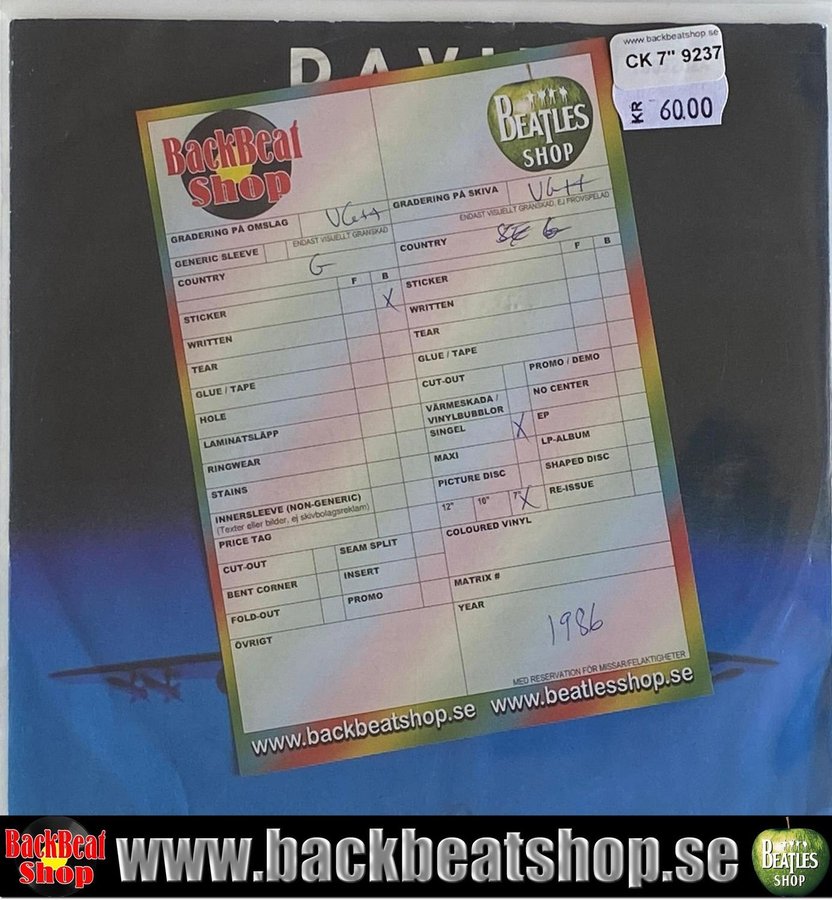 DAVI
www.backbeatshop.se
CK 7" 9237
KR 60.00
BackBeat
Shop
BEATLES
SHOP
GRADERING PÅ OMSLAG VG++
ENDAST VISUELLT GRANSKAD
GENERIC SLEEVE
COUNTRY G
F B
STICKER X
WRITTEN
TEAR
GLUE / TAPE
HOLE
LAMINATSLÄPP
RINGWEAR
STAINS
INNERSLEEVE (NON-GENERIC)
(Texter eller bilder, ej skivbolagsreklam)
PRICE TAG
CUT-OUT SEAM SPLIT
BENT CORNER INSERT
FOLD-OUT PROMO
ÖVRIGT
GRADERING PÅ SKIVA VG++
ENDAST VISUELLT GRANSKAD, EJ PROVSPELAD
COUNTRY SE G
F B
STICKER
WRITTEN
TEAR
GLUE / TAPE
CUT-OUT PROMO / DEMO
VÄRMESKADA /
VINYLBUBBLOR NO CENTER
SINGEL X EP
MAXI LP-ALBUM
PICTURE DISC SHAPED DISC
12" 10" 7" X RE-ISSUE
COLOURED VINYL
MATRIX #
YEAR
1986
MED RESERVATION FÖR MISSAR/FELAKTIGHETER
www.backbeatshop.se www.beatlesshop.se
BackBeat
Shop
www.backbeatshop.se
BEATLES
SHOP